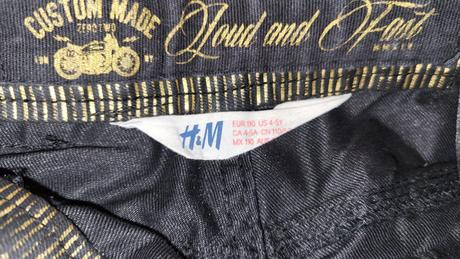 CUSTOM MADE
Loud and Fast
H&M
EUR 110 US 4-5Y
CA 4-5A CN 110/
MX 110